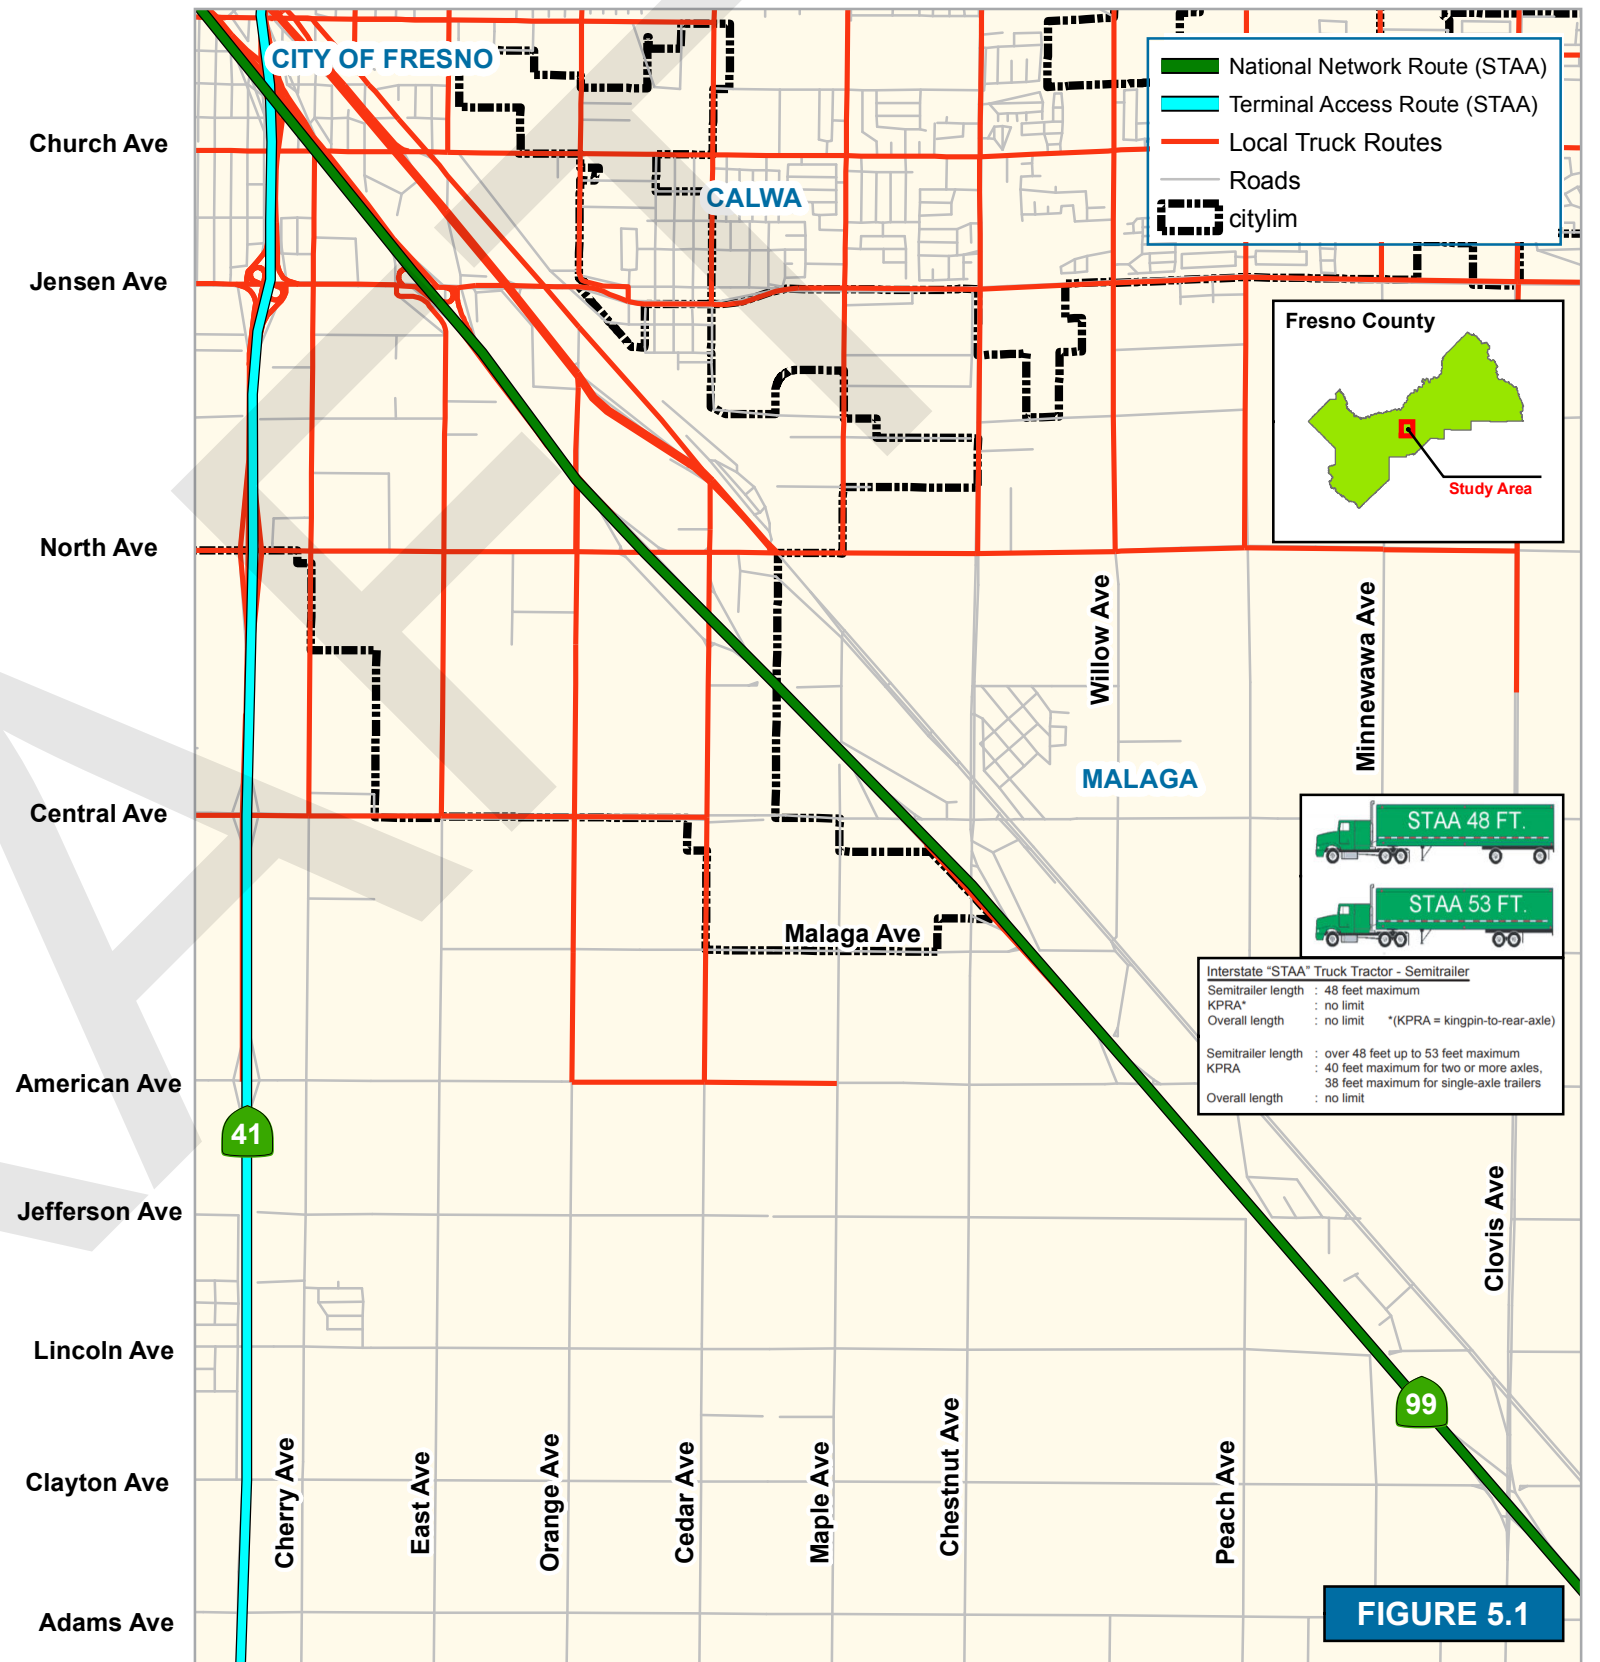 CITY OF FRESNO
National Network Route (STAA)
Terminal Access Route (STAA)
Local Truck Routes
Roads
citylim
Church Ave
CALWA
Jensen Ave
Fresno County
Study Area
North Ave
Willow Ave
Minnewawa Ave
MALAGA
Central Ave
STAA 48 FT.
STAA 53 FT.
Malaga Ave
Interstate “STAA” Truck Tractor - Semitrailer
Semitrailer length : 48 feet maximum
KPRA* : no limit
Overall length : no limit *(KPRA = kingpin-to-rear-axle)
Semitrailer length : over 48 feet up to 53 feet maximum
KPRA : 40 feet maximum for two or more axles,
38 feet maximum for single-axle trailers
Overall length : no limit
American Ave
41
Jefferson Ave
Clovis Ave
Lincoln Ave
99
Clayton Ave
Cherry Ave
East Ave
Orange Ave
Cedar Ave
Maple Ave
Chestnut Ave
Peach Ave
Adams Ave
FIGURE 5.1